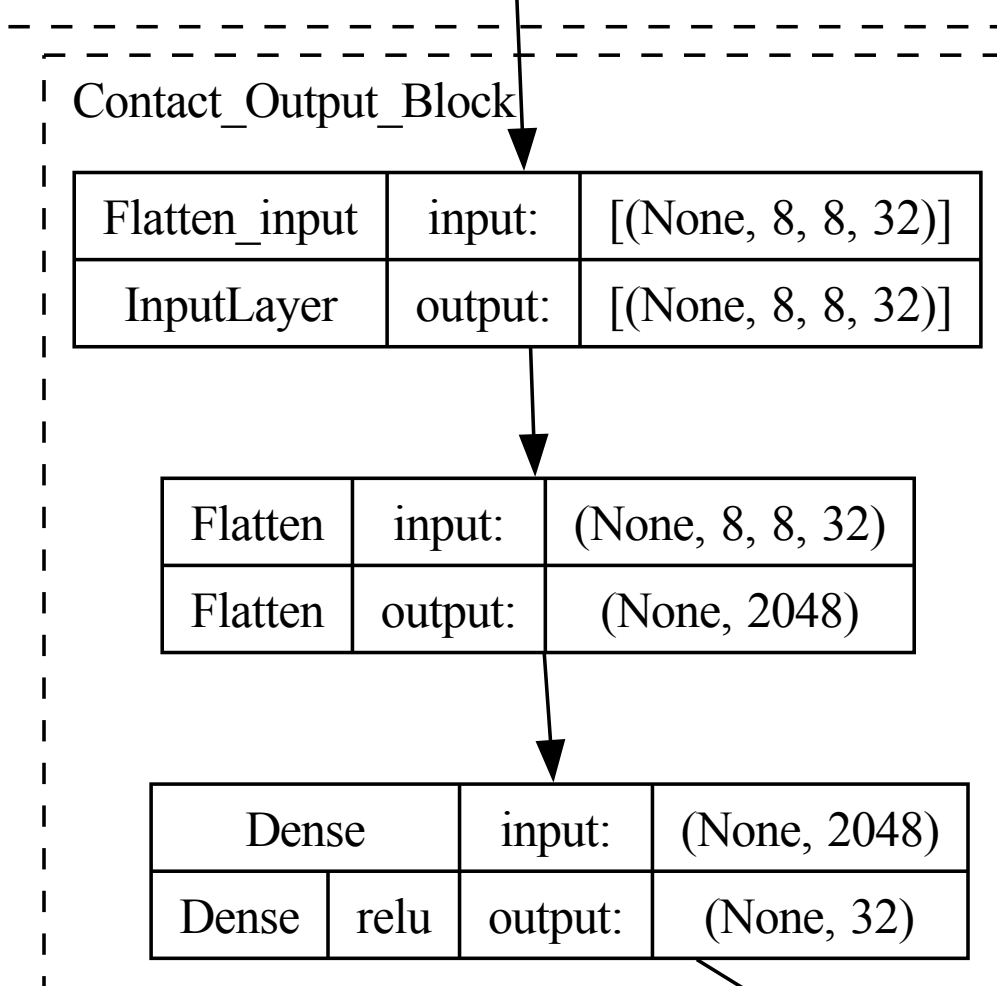 Contact_Output_Block
Flatten_input input: [(None, 8, 8, 32)]
InputLayer output: [(None, 8, 8, 32)]
Flatten input: (None, 8, 8, 32)
Flatten output: (None, 2048)
Dense input: (None, 2048)
Dense relu output: (None, 32)